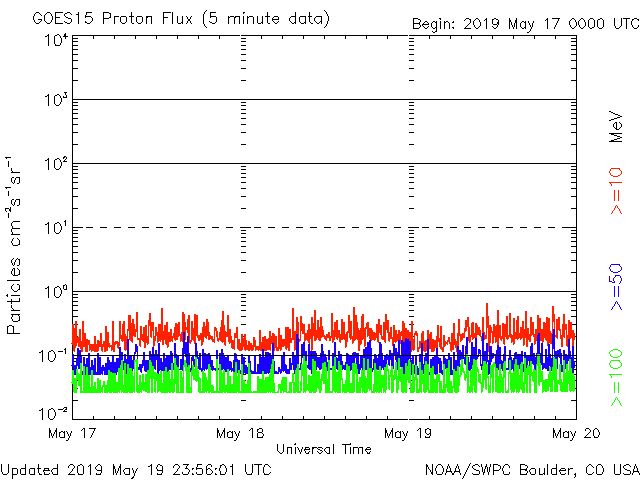 GOES15 Proton Flux (5 minute data)
Begin: 2019 May 17 0000 UTC
10⁴
10³
10²
10¹
10⁰
10⁻¹
10⁻²
Particles cm⁻²s⁻¹sr⁻¹
MeV
>=10
>=50
>=100
May 17
May 18
May 19
May 20
Universal Time
Updated 2019 May 19 23:56:01 UTC
NOAA/SWPC Boulder, CO USA